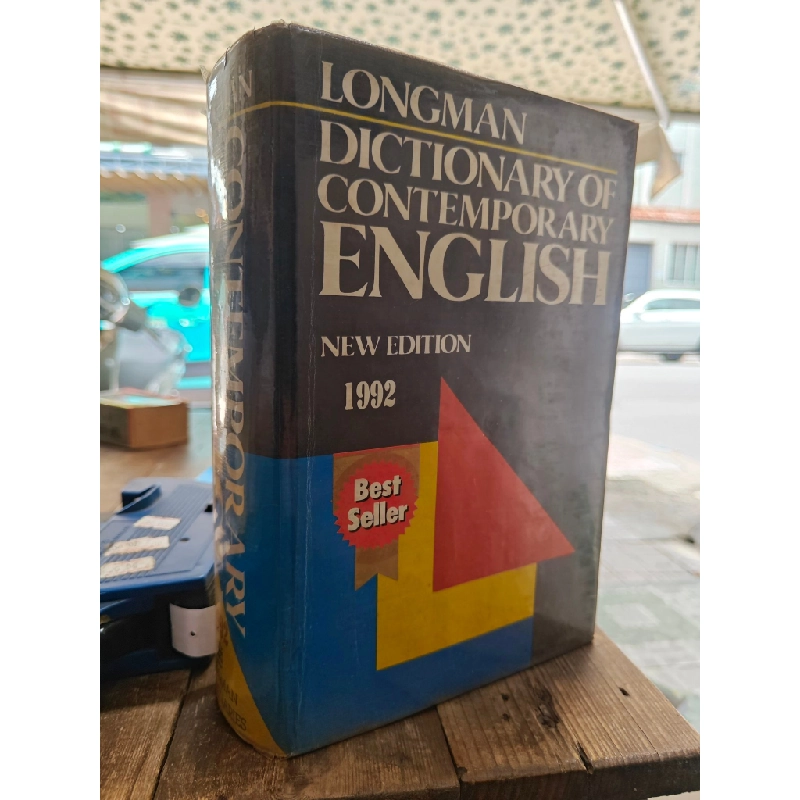 LONGMAN
DICTIONARY OF
CONTEMPORARY
ENGLISH
NEW EDITION
1992
Best
Seller
CONTEMPORARY